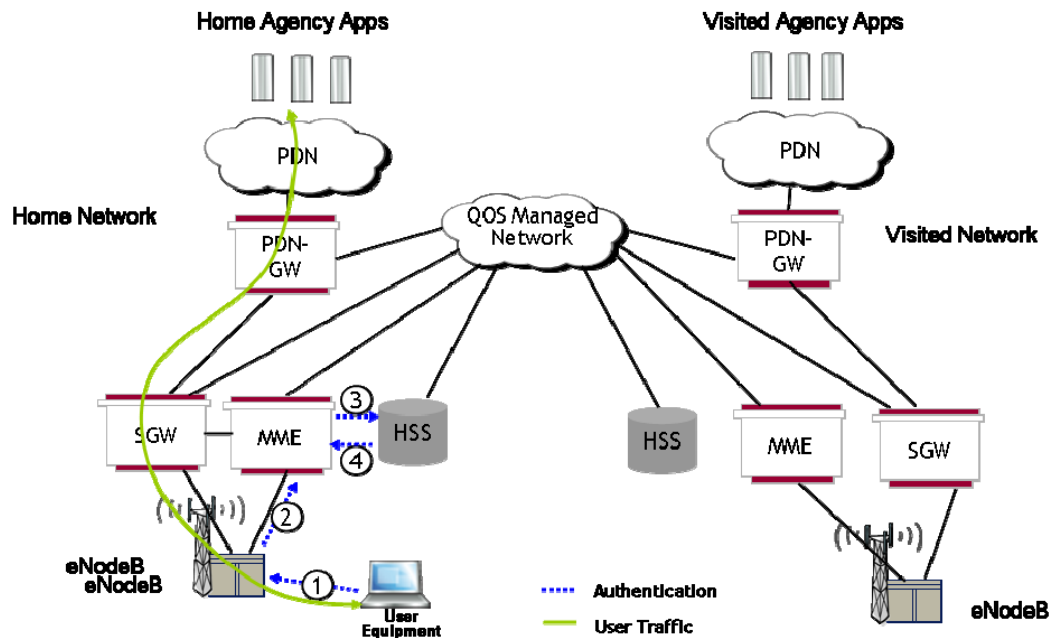 Home Agency Apps
Visited Agency Apps
PDN
PDN
Home Network
QOS Managed
Network
Visited Network
PDN-
GW
PDN-
GW
SGW
MME
3
4
HSS
HSS
MME
SGW
2
eNodeB
eNodeB
1
User
Equipment
Authentication
User Traffic
eNodeB